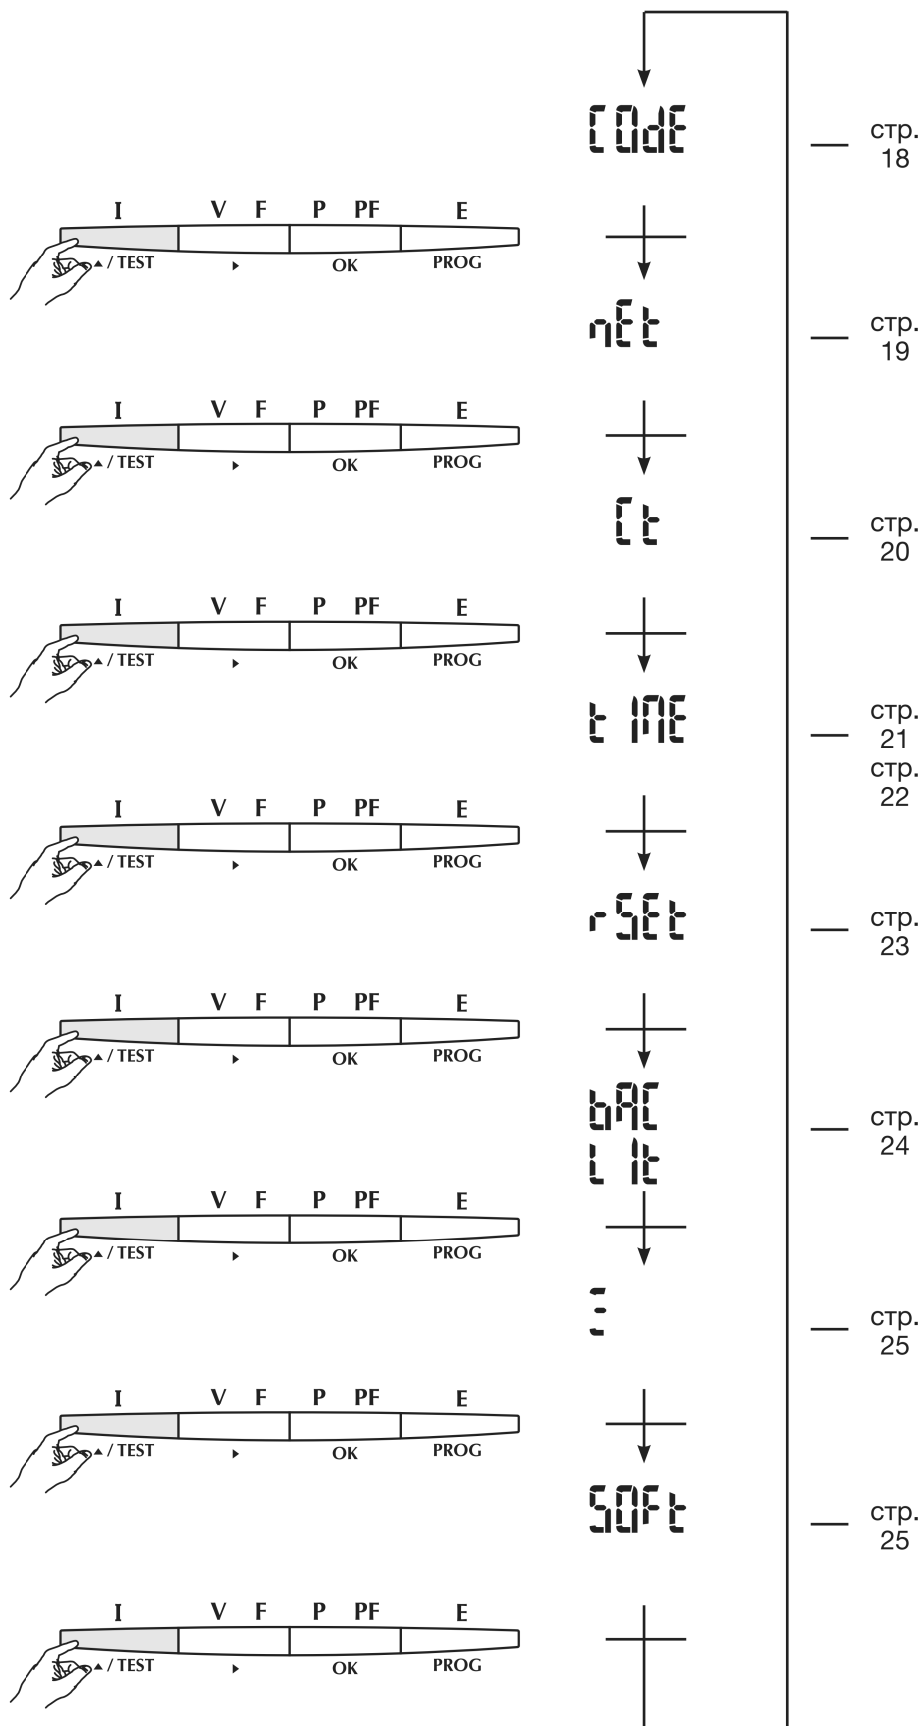 COdE
стр.
18
I V F P PF E
▲ / TEST ▶ OK PROG
nEt
стр.
19
I V F P PF E
▲ / TEST ▶ OK PROG
Ct
стр.
20
I V F P PF E
▲ / TEST ▶ OK PROG
tIME
стр.
21
стр.
22
I V F P PF E
▲ / TEST ▶ OK PROG
rSEt
стр.
23
I V F P PF E
▲ / TEST ▶ OK PROG
bAC
LIt
стр.
24
I V F P PF E
▲ / TEST ▶ OK PROG
стр.
25
I V F P PF E
▲ / TEST ▶ OK PROG
SOFt
стр.
25
I V F P PF E
▲ / TEST ▶ OK PROG